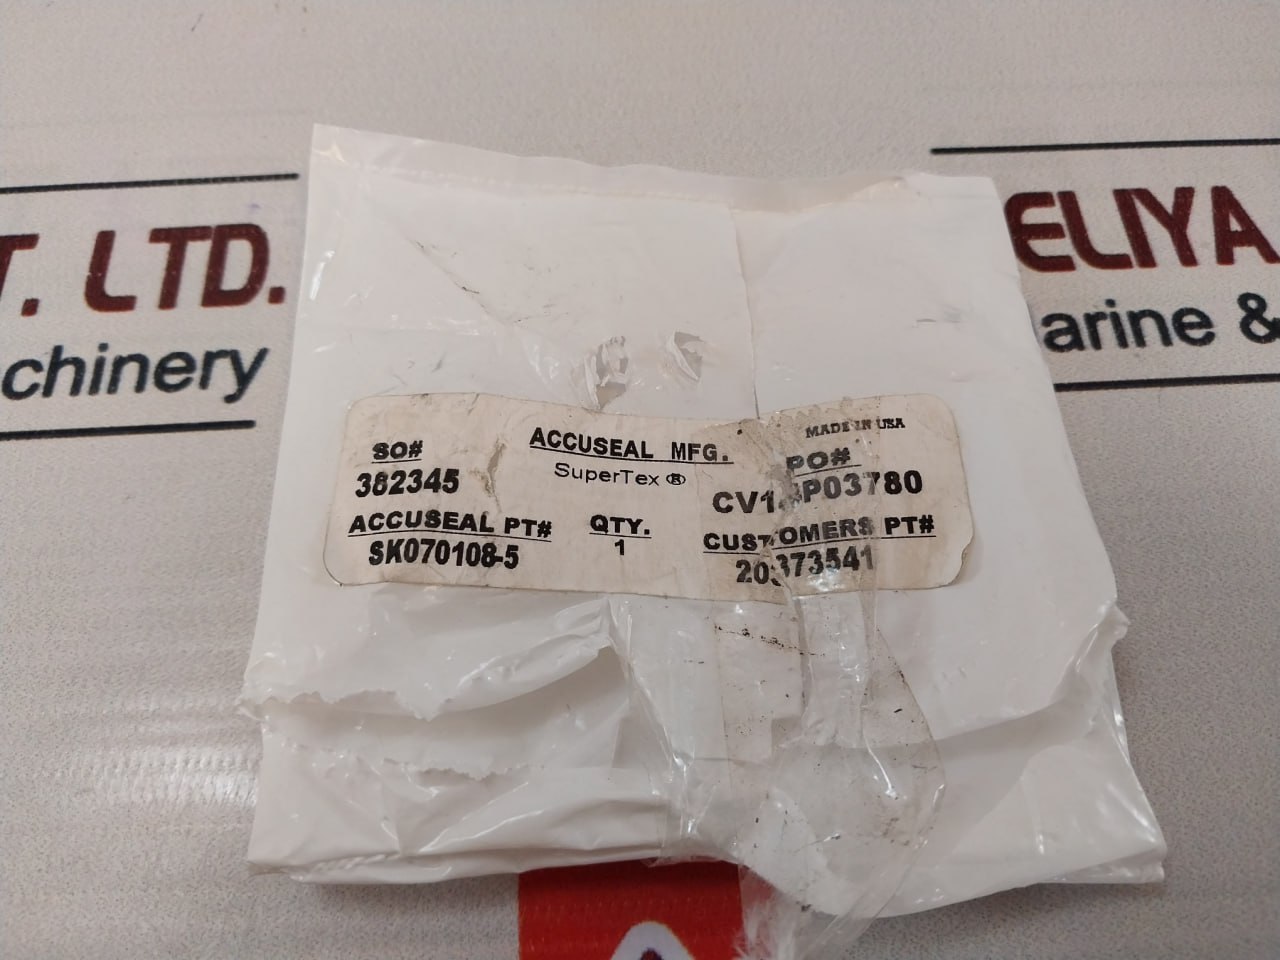 T. LTD.
chinery
ELIYA
arine &
MADE IN USA
ACCUSEAL MFG.
SuperTex ®
SO#
382345
PO#
ACCUSEAL PT#
SK070108-5
QTY.
1
CUSTOMERS PT#
20373541